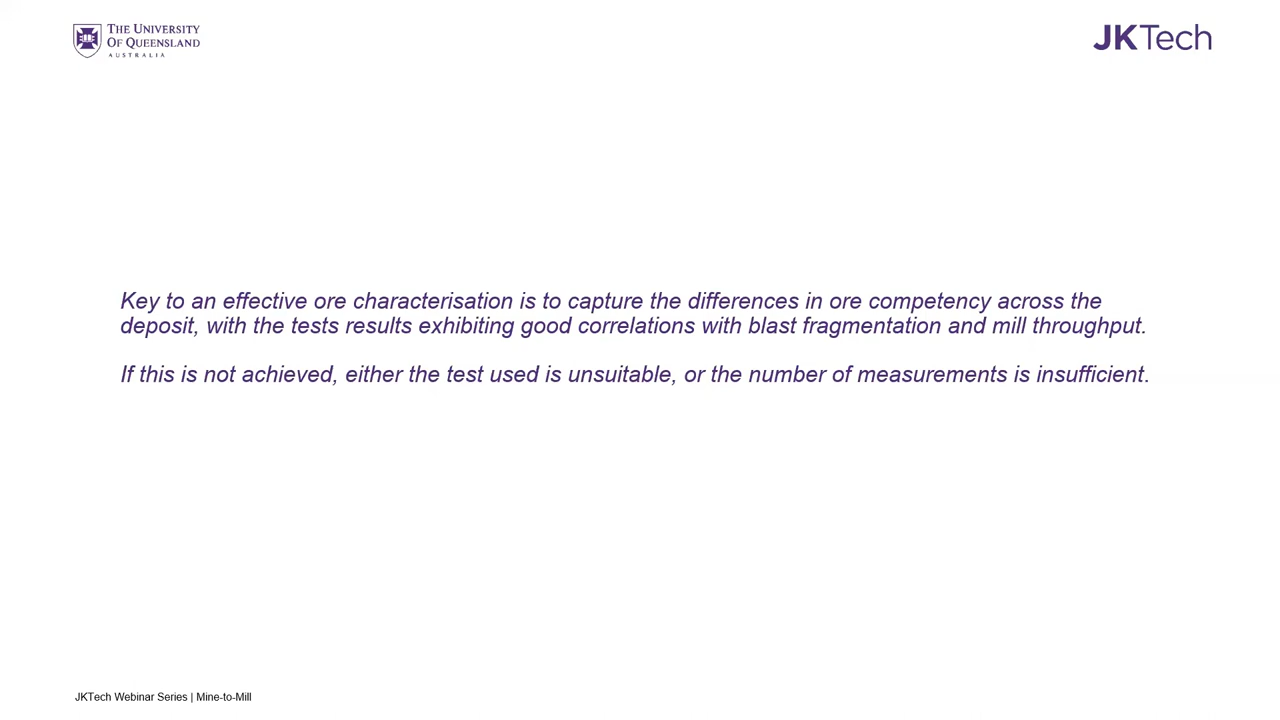 THE UNIVERSITY
OF QUEENSLAND
AUSTRALIA
JKTech
Key to an effective ore characterisation is to capture the differences in ore competency across the
deposit, with the tests results exhibiting good correlations with blast fragmentation and mill throughput.
If this is not achieved, either the test used is unsuitable, or the number of measurements is insufficient.
JKTech Webinar Series | Mine-to-Mill